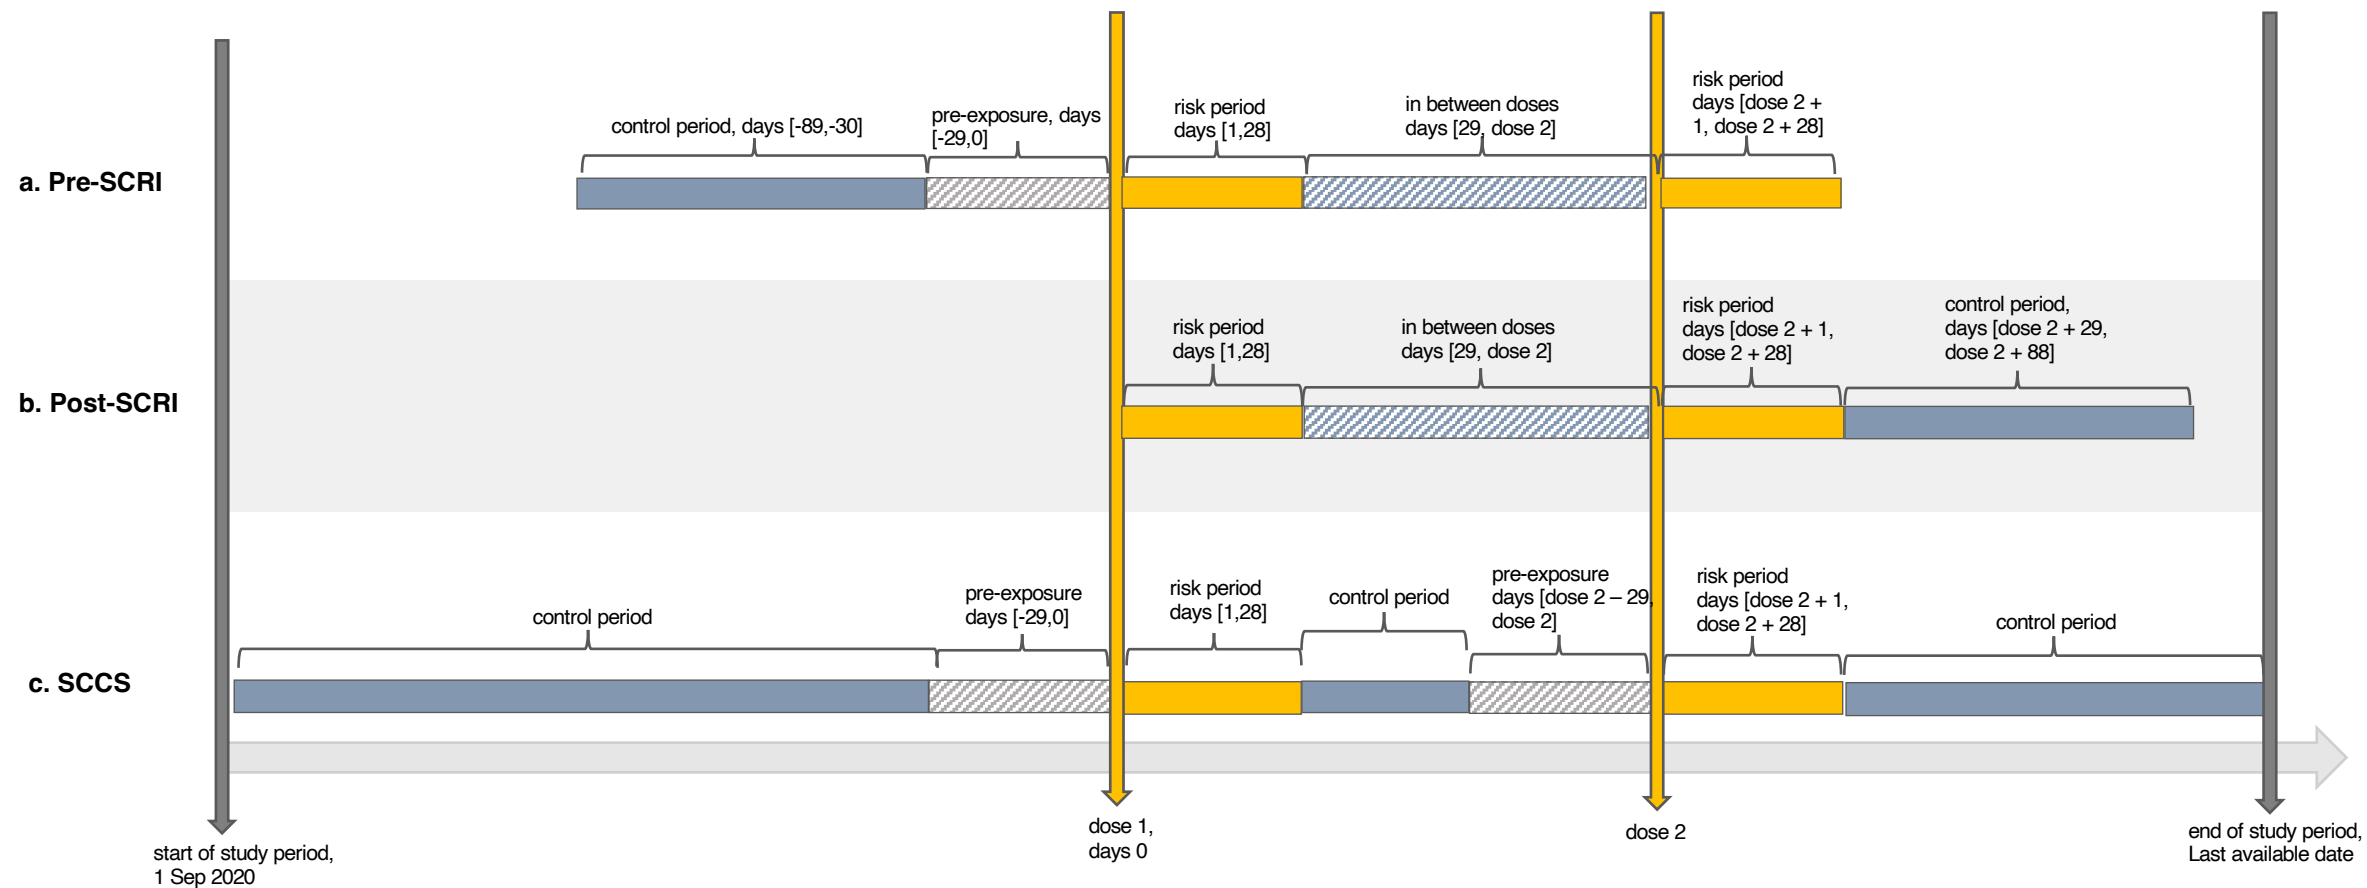 control period, days [-89,-30]
pre-exposure, days
[-29,0]
risk period
days [1,28]
in between doses
days [29, dose 2]
risk period
days [dose 2 +
1, dose 2 + 28]
a. Pre-SCRI
risk period
days [1,28]
in between doses
days [29, dose 2]
risk period
days [dose 2 + 1,
dose 2 + 28]
control period,
days [dose 2 + 29,
dose 2 + 88]
b. Post-SCRI
control period
pre-exposure
days [-29,0]
risk period
days [1,28]
control period
pre-exposure
days [dose 2 – 29,
dose 2]
risk period
days [dose 2 + 1,
dose 2 + 28]
control period
c. SCCS
start of study period,
1 Sep 2020
dose 1,
days 0
dose 2
end of study period,
Last available date